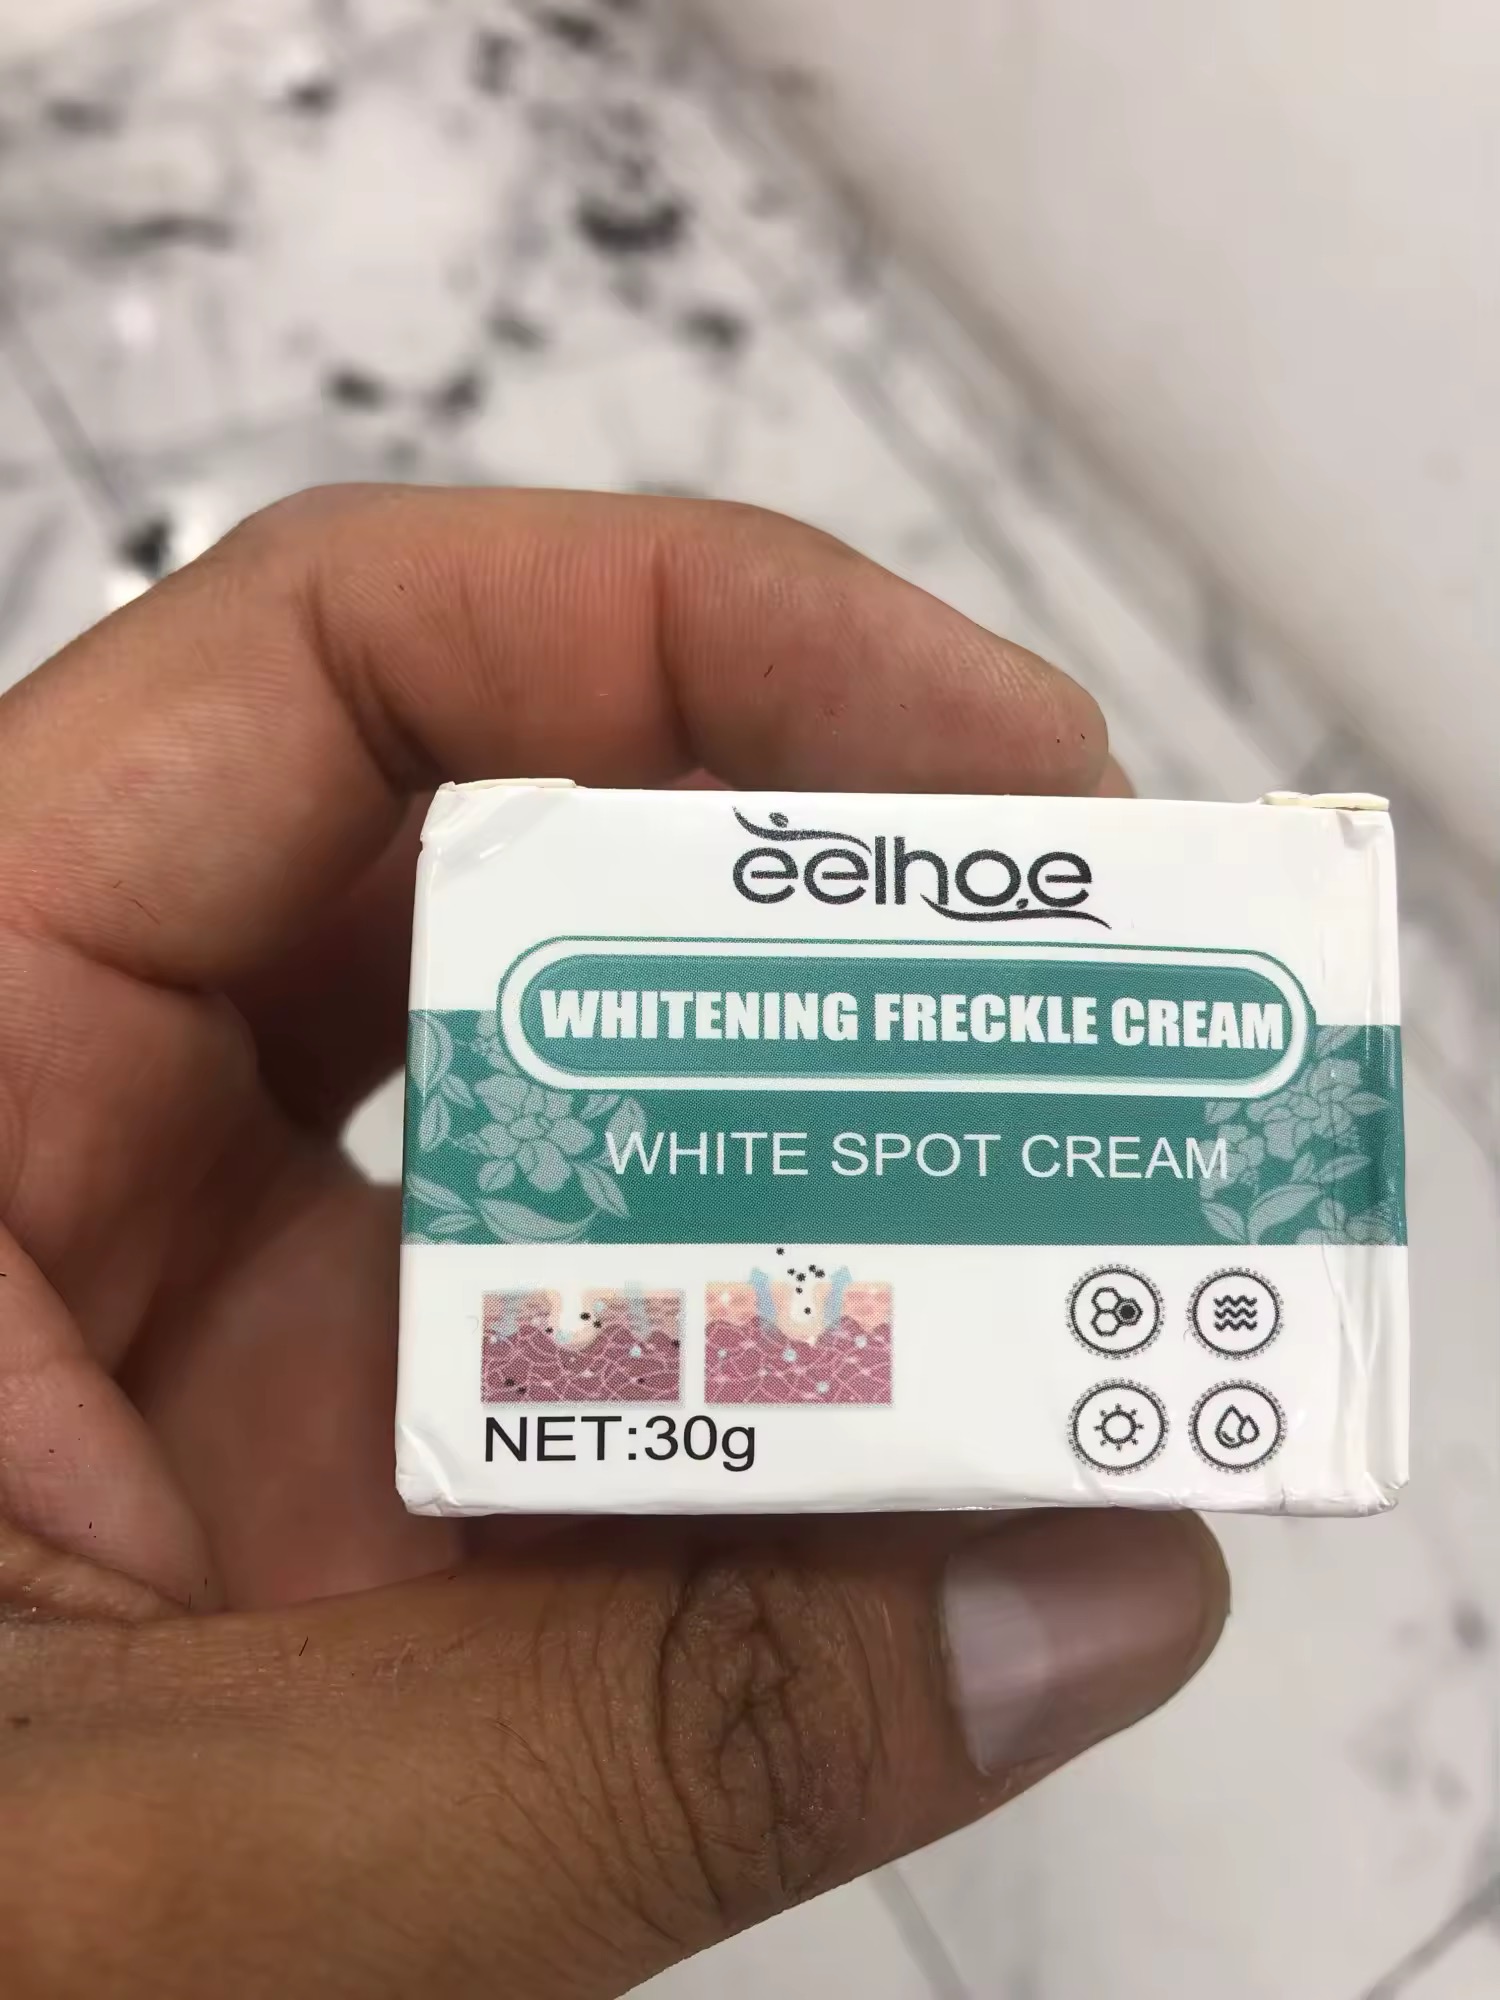 eelhoe
WHITENING FRECKLE CREAM
WHITE SPOT CREAM
NET:30g